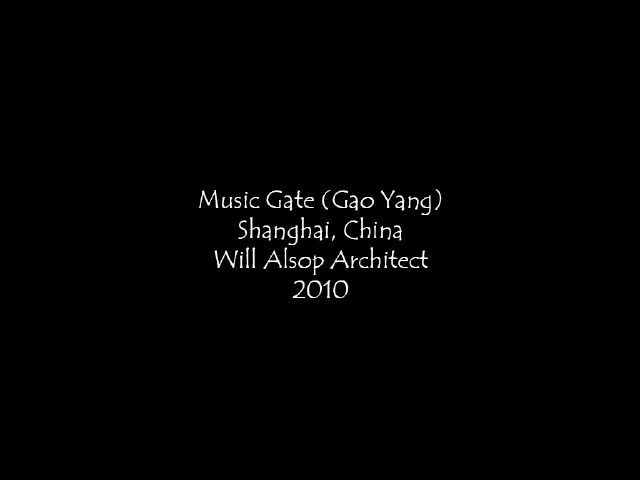 Music Gate (Gao Yang)
Shanghai, China
Will Alsop Architect
2010